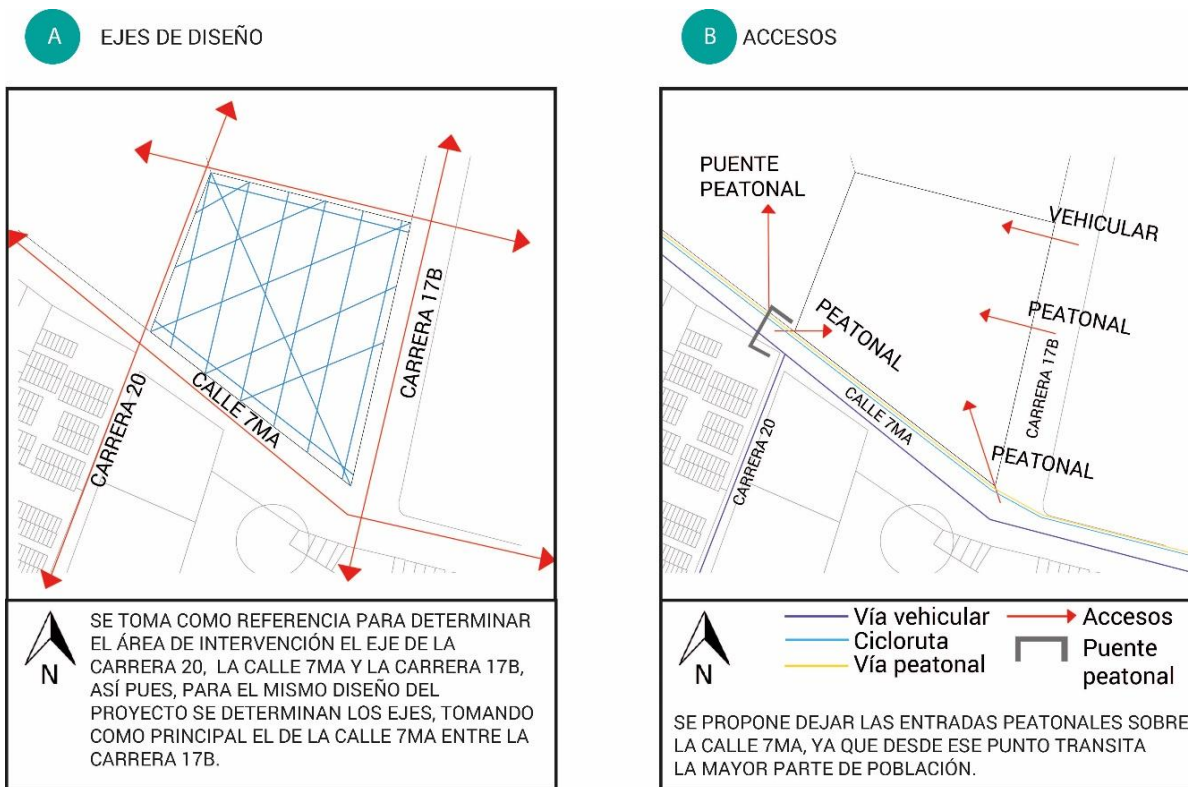 A
EJES DE DISEÑO
CARRERA 20
CALLE 7MA
CARRERA 17B
N
SE TOMA COMO REFERENCIA PARA DETERMINAR
EL ÁREA DE INTERVENCIÓN EL EJE DE LA
CARRERA 20, LA CALLE 7MA Y LA CARRERA 17B,
ASÍ PUES, PARA EL MISMO DISEÑO DEL
PROYECTO SE DETERMINAN LOS EJES, TOMANDO
COMO PRINCIPAL EL DE LA CALLE 7MA ENTRE LA
CARRERA 17B.
B
ACCESOS
PUENTE
PEATONAL
VEHICULAR
PEATONAL
PEATONAL
CARRERA 17B
CALLE 7MA
CARRERA 20
PEATONAL
N
Vía vehicular
Cicloruta
Vía peatonal
Accesos
Puente
peatonal
SE PROPONE DEJAR LAS ENTRADAS PEATONALES SOBRE
LA CALLE 7MA, YA QUE DESDE ESE PUNTO TRANSITA
LA MAYOR PARTE DE POBLACIÓN.